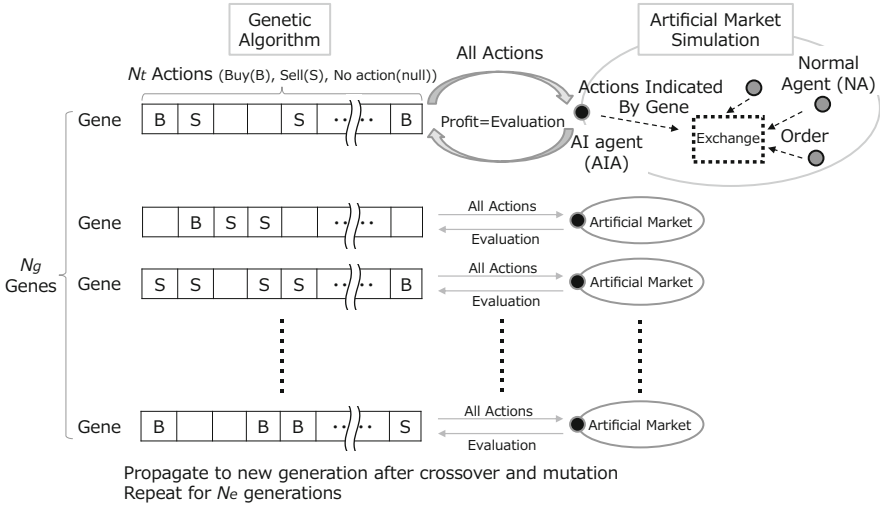 Genetic
Algorithm
Artificial Market
Simulation
All Actions
Nt Actions (Buy(B), Sell(S), No action(null))
Normal
Agent (NA)
Actions Indicated
By Gene
Gene B S S ·· ·· B
Profit=Evaluation
Exchange
Order
AI agent
(AIA)
Gene B S S ·· ··
All Actions
Evaluation
Artificial Market
Ng
Genes
Gene S S S S ·· ·· B
All Actions
Evaluation
Artificial Market
Gene B B B ·· ·· S
All Actions
Evaluation
Artificial Market
Propagate to new generation after crossover and mutation
Repeat for Ne generations